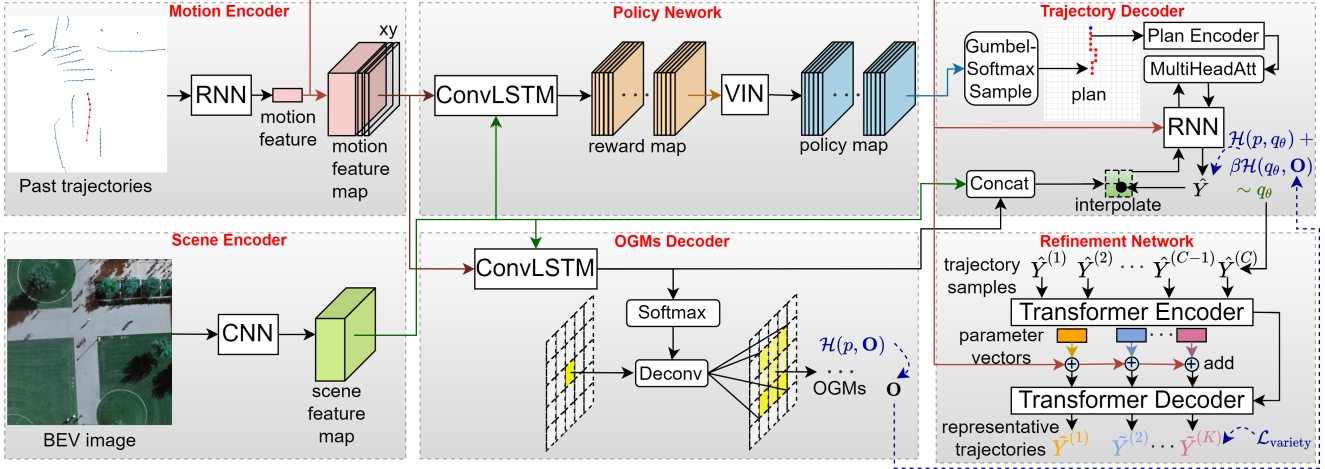 Motion Encoder
RNN
motion
feature
xy
motion
feature
map
Past trajectories
Policy Nework
ConvLSTM
· · ·
reward map
VIN
· · ·
policy map
Trajectory Decoder
Gumbel-
Softmax
Sample
plan
Plan Encoder
MultiHeadAtt
RNN
Concat
interpolate
Ŷ
H(p, q_θ) +
βH(q_θ, O)
∼ q_θ
Scene Encoder
CNN
scene
feature
map
BEV image
OGMs Decoder
ConvLSTM
Softmax
Deconv
· · ·
OGMs
H(p, O)
O
Refinement Network
trajectory
samples
Ŷ^(1) Ŷ^(2) · · · Ŷ^(C−1) Ŷ^(C)
Transformer Encoder
parameter
vectors
· · ·
+ + +
add
Transformer Decoder
representative
trajectories
Ỹ^(1) Ỹ^(2) · · · Ỹ^(K)
L_variety